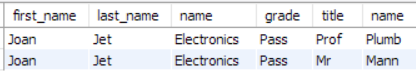 first_name last_name name grade title name
Joan Jet Electronics Pass Prof Plumb
Joan Jet Electronics Pass Mr Mann